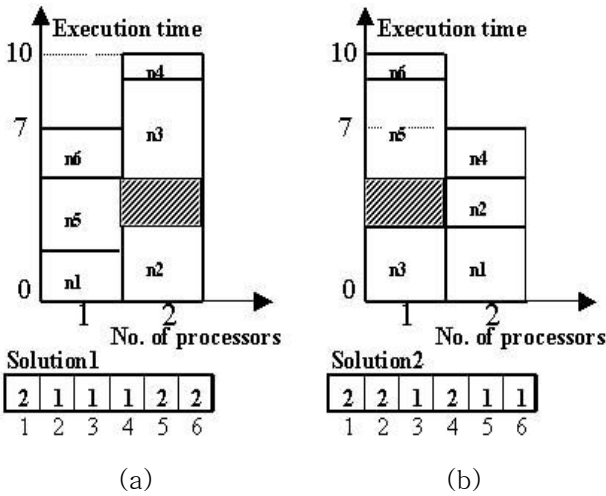 Execution time
10
n4
n3
7
n6
n5
n2
n1
0
1 2
No. of processors
Solution1
2 1 1 1 2 2
1 2 3 4 5 6
(a)
Execution time
10
n6
7
n5
n4
n2
n3
n1
0
1 2
No. of processors
Solution2
2 2 1 2 1 1
1 2 3 4 5 6
(b)